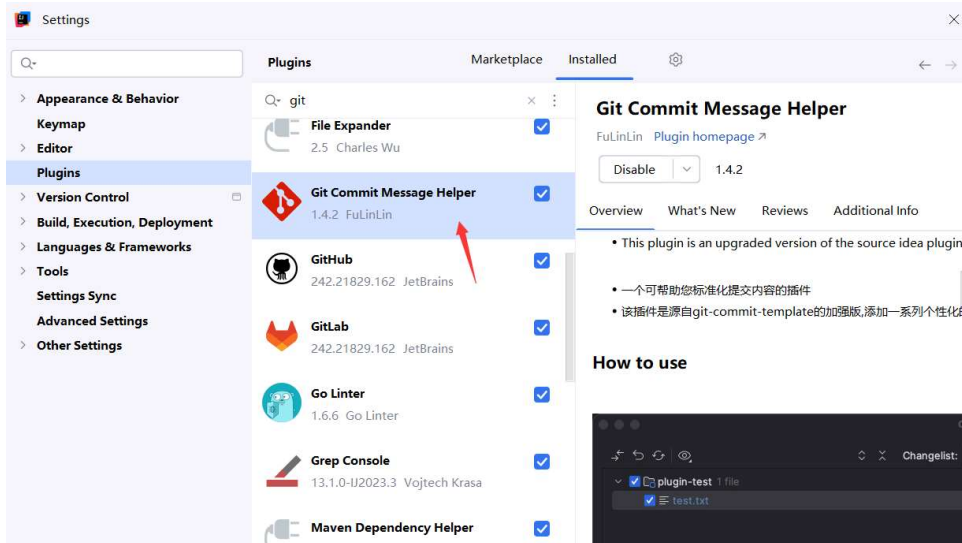 Settings
Plugins
Marketplace
Installed
Appearance & Behavior
Keymap
Editor
Plugins
Version Control
Build, Execution, Deployment
Languages & Frameworks
Tools
Settings Sync
Advanced Settings
Other Settings
git
File Expander
2.5 Charles Wu
Git Commit Message Helper
1.4.2 FuLinLin
GitHub
242.21829.162 JetBrains
GitLab
242.21829.162 JetBrains
Go Linter
1.6.6 Go Linter
Grep Console
13.1.0-IJ2023.3 Vojtech Krasa
Maven Dependency Helper
Git Commit Message Helper
FuLinLin Plugin homepage
Disable 1.4.2
Overview What's New Reviews Additional Info
• This plugin is an upgraded version of the source idea plugin
• 一个可帮助您标准化提交内容的插件
• 该插件是源自git-commit-template的加强版,添加一系列个性化
How to use
Changelist:
plugin-test 1 file
test.txt